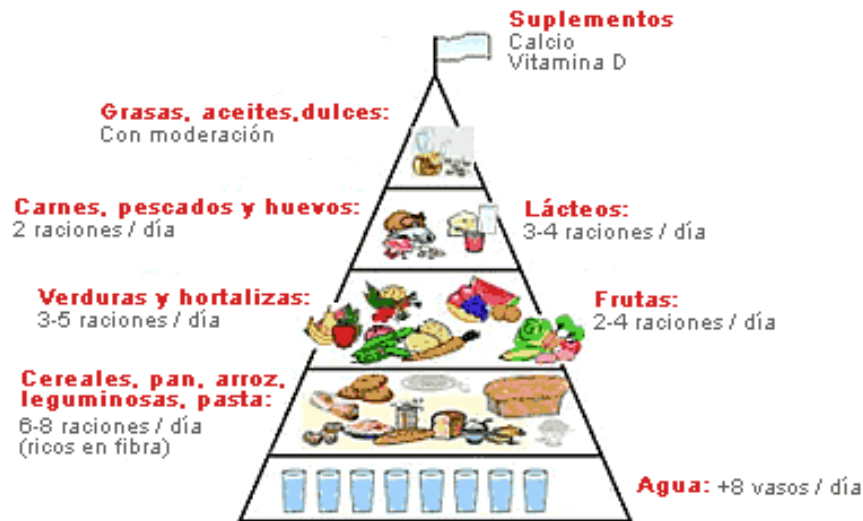 Suplementos
Calcio
Vitamina D
Grasas, aceites,dulces:
Con moderación
Carnes, pescados y huevos:
2 raciones / día
Lácteos:
3-4 raciones / día
Verduras y hortalizas:
3-5 raciones / día
Frutas:
2-4 raciones / día
Cereales, pan, arroz,
leguminosas, pasta:
6-8 raciones / día
(ricos en fibra)
Agua: +8 vasos / día